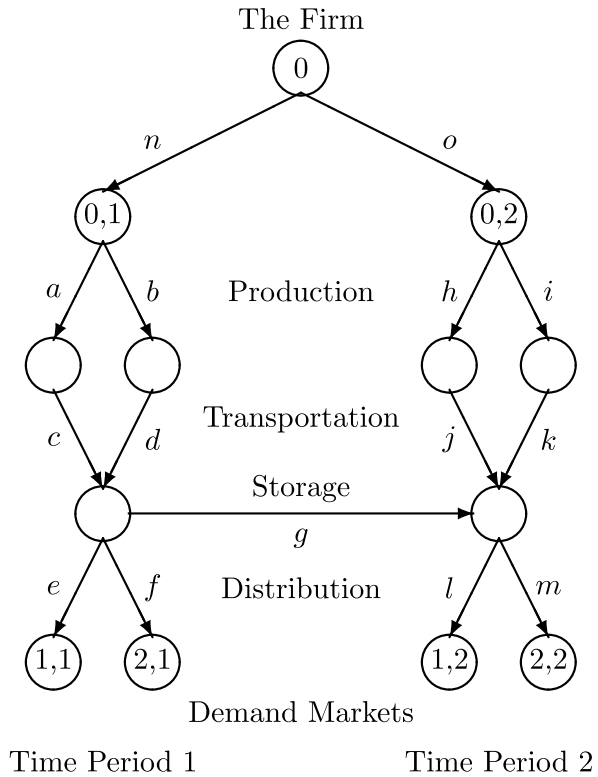 The Firm
0
n o
0,1 0,2
a b Production h i
Transportation
c d j k
Storage
g
e f Distribution l m
1,1 2,1 1,2 2,2
Demand Markets
Time Period 1 Time Period 2